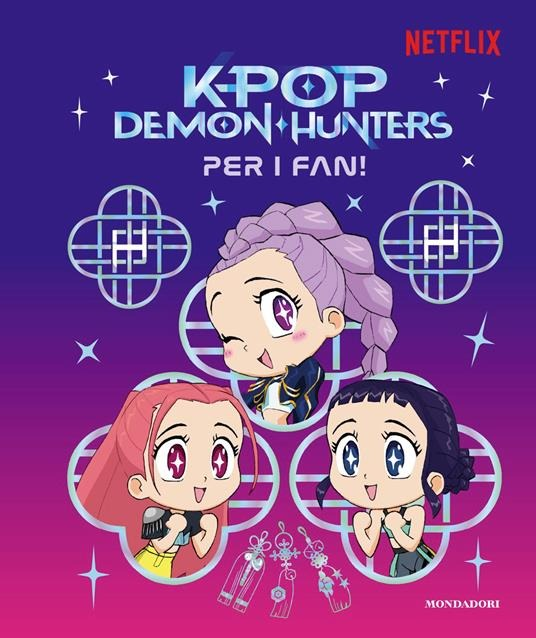 NETFLIX
K-POP
DEMON HUNTERS
PER I FAN!
MONDADORI